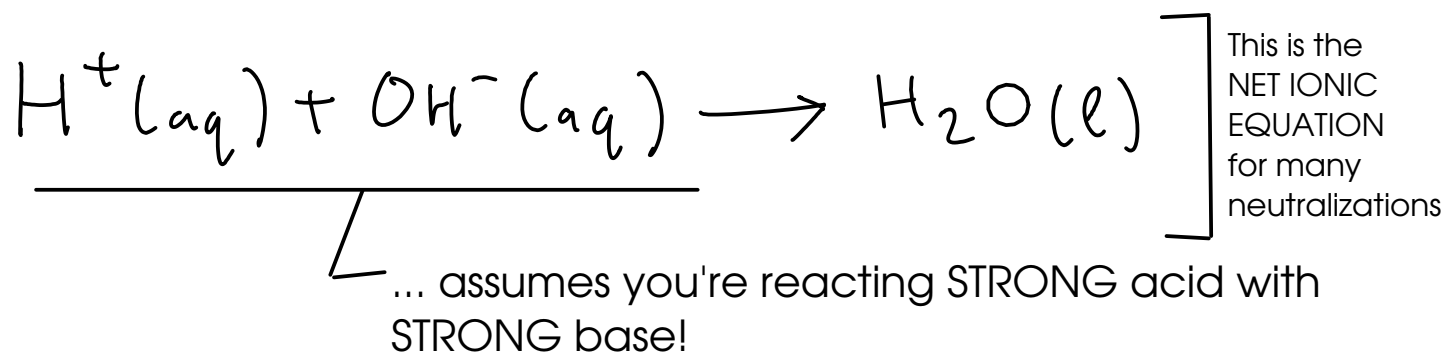 H⁺(aq) + OH⁻(aq) → H₂O(l)
This is the
NET IONIC
EQUATION
for many
neutralizations
... assumes you're reacting STRONG acid with
STRONG base!